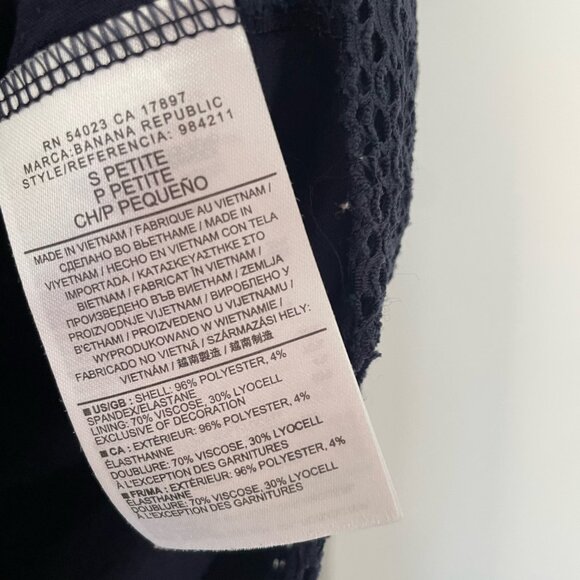 RN 54023 CA 17897
MARCA:BANANA REPUBLIC
STYLE/REFERENCIA: 984211
S PETITE
P PETITE
CH/P PEQUEÑO
MADE IN VIETNAM / FABRIQUE AU VIETNAM /
СДЕЛАНО ВО ВЬЕТНАМЕ / MADE IN
VIYETNAM / HECHO EN VIETNAM CON TELA
IMPORTADA / ΚΑΤΑΣΚΕΥΑΣΤΗΚΕ ΣΤΟ
ΒΙΕΤΝΑΜ / FABRICAT ÎN VIETNAM /
ПРОИЗВЕДЕНО ВЪВ ВИЕТНАМ / ZEMLJA
PROIZVODNJE VIJETNAM / ВИРОБЛЕНО У
В'ЄТНАМІ / PROIZVEDENO U VIJETNAMU /
WYPRODUKOWANO W WIETNAMIE /
FABRICADO NO VIETNÃ / SZÁRMAZÁSI HELY:
VIETNÁM / 越南製造 / 越南制造
■ US/GB : SHELL: 96% POLYESTER, 4%
SPANDEX/ELASTANE
LINING: 70% VISCOSE, 30% LYOCELL
EXCLUSIVE OF DECORATION
■ CA : EXTÉRIEUR: 96% POLYESTER, 4%
ÉLASTHANNE
DOUBLURE: 70% VISCOSE, 30% LYOCELL
À L'EXCEPTION DES GARNITURES
■ FR/MA : EXTÉRIEUR: 96% POLYESTER, 4%
ÉLASTHANNE
DOUBLURE: 70% VISCOSE, 30% LYOCELL
À L'EXCEPTION DES GARNITURES